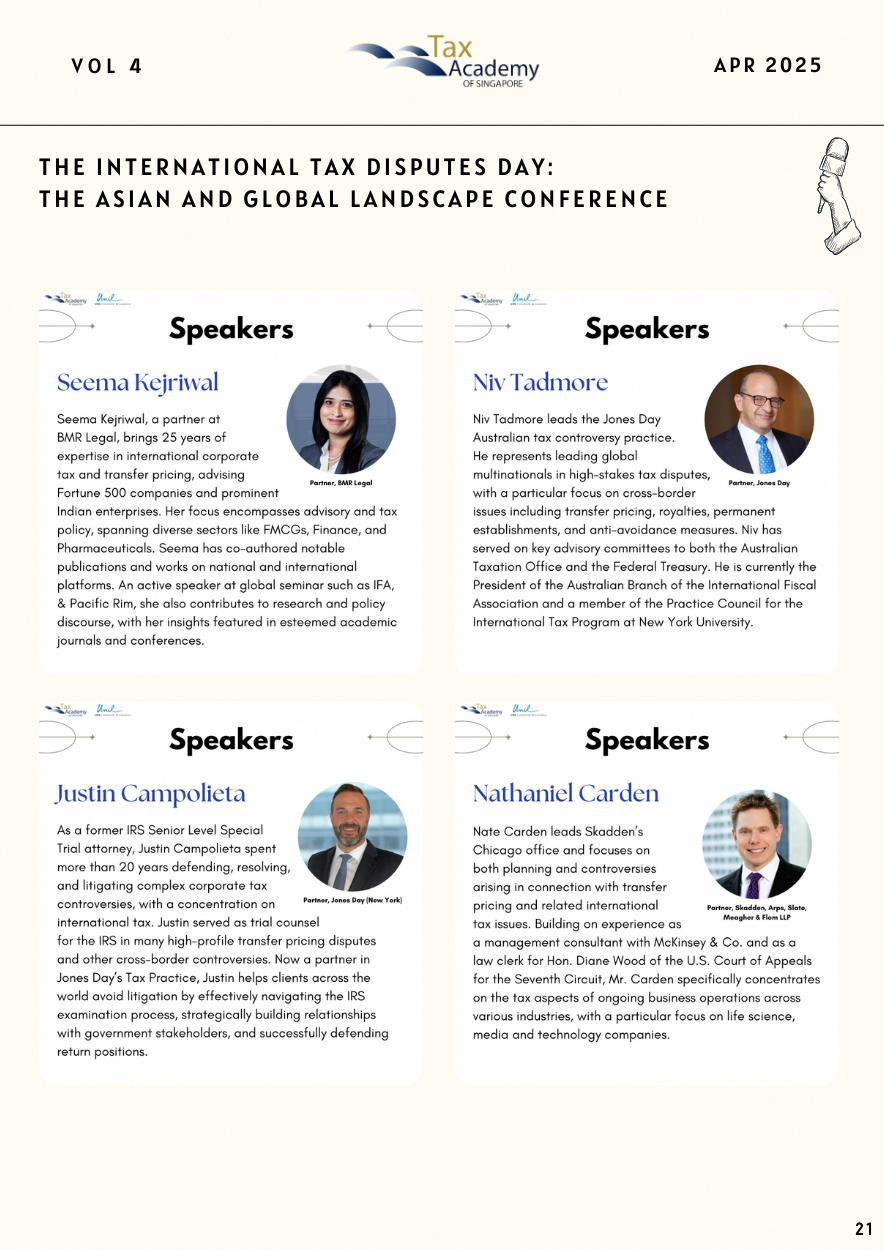 VOL 4
Tax
Academy
OF SINGAPORE
APR 2025
THE INTERNATIONAL TAX DISPUTES DAY:
THE ASIAN AND GLOBAL LANDSCAPE CONFERENCE
Tax
Academy
OF SINGAPORE
Unil
Speakers
Seema Kejriwal
Seema Kejriwal, a partner at
BMR Legal, brings 25 years of
expertise in international corporate
tax and transfer pricing, advising
Fortune 500 companies and prominent
Indian enterprises. Her focus encompasses advisory and tax
policy, spanning diverse sectors like FMCGs, Finance, and
Pharmaceuticals. Seema has co-authored notable
publications and works on national and international
platforms. An active speaker at global seminar such as IFA,
& Pacific Rim, she also contributes to research and policy
discourse, with her insights featured in esteemed academic
journals and conferences.
Partner, BMR Legal
Tax
Academy
OF SINGAPORE
Unil
Speakers
Niv Tadmore
Niv Tadmore leads the Jones Day
Australian tax controversy practice.
He represents leading global
multinationals in high-stakes tax disputes,
with a particular focus on cross-border
issues including transfer pricing, royalties, permanent
establishments, and anti-avoidance measures. Niv has
served on key advisory committees to both the Australian
Taxation Office and the Federal Treasury. He is currently the
President of the Australian Branch of the International Fiscal
Association and a member of the Practice Council for the
International Tax Program at New York University.
Partner, Jones Day
Tax
Academy
OF SINGAPORE
Unil
Speakers
Justin Campolieta
As a former IRS Senior Level Special
Trial attorney, Justin Campolieta spent
more than 20 years defending, resolving,
and litigating complex corporate tax
controversies, with a concentration on
international tax. Justin served as trial counsel
for the IRS in many high-profile transfer pricing disputes
and other cross-border controversies. Now a partner in
Jones Day's Tax Practice, Justin helps clients across the
world avoid litigation by effectively navigating the IRS
examination process, strategically building relationships
with government stakeholders, and successfully defending
return positions.
Partner, Jones Day (New York)
Tax
Academy
OF SINGAPORE
Unil
Speakers
Nathaniel Carden
Nate Carden leads Skadden's
Chicago office and focuses on
both planning and controversies
arising in connection with transfer
pricing and related international
tax issues. Building on experience as
a management consultant with McKinsey & Co. and as a
law clerk for Hon. Diane Wood of the U.S. Court of Appeals
for the Seventh Circuit, Mr. Carden specifically concentrates
on the tax aspects of ongoing business operations across
various industries, with a particular focus on life science,
media and technology companies.
Partner, Skadden, Arps, Slate,
Meagher & Flom LLP
21